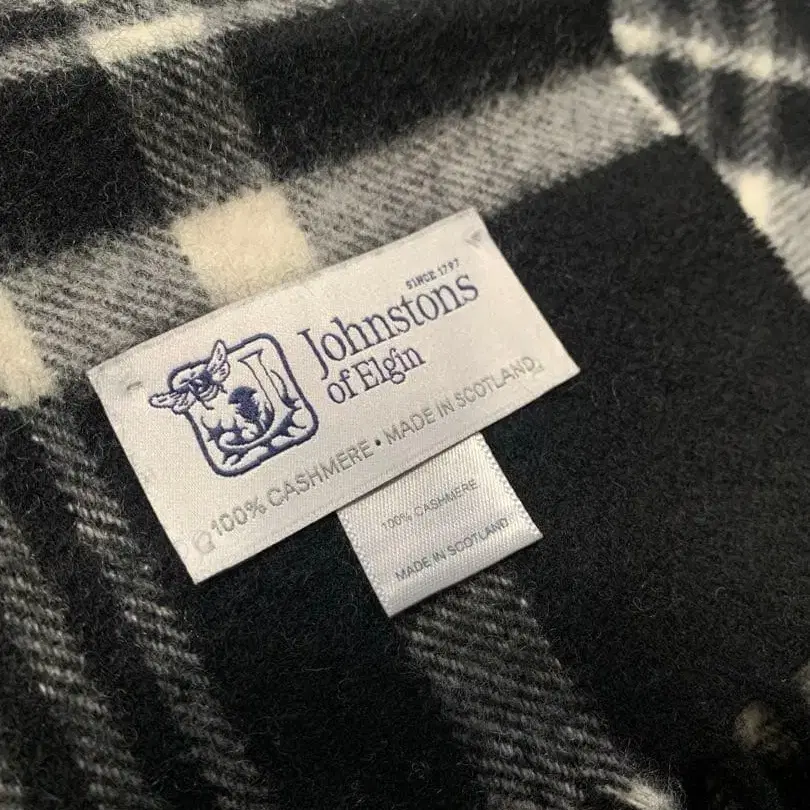 SINCE 1797
Johnstons
of Elgin
100% CASHMERE • MADE IN SCOTLAND
100% CASHMERE
MADE IN SCOTLAND